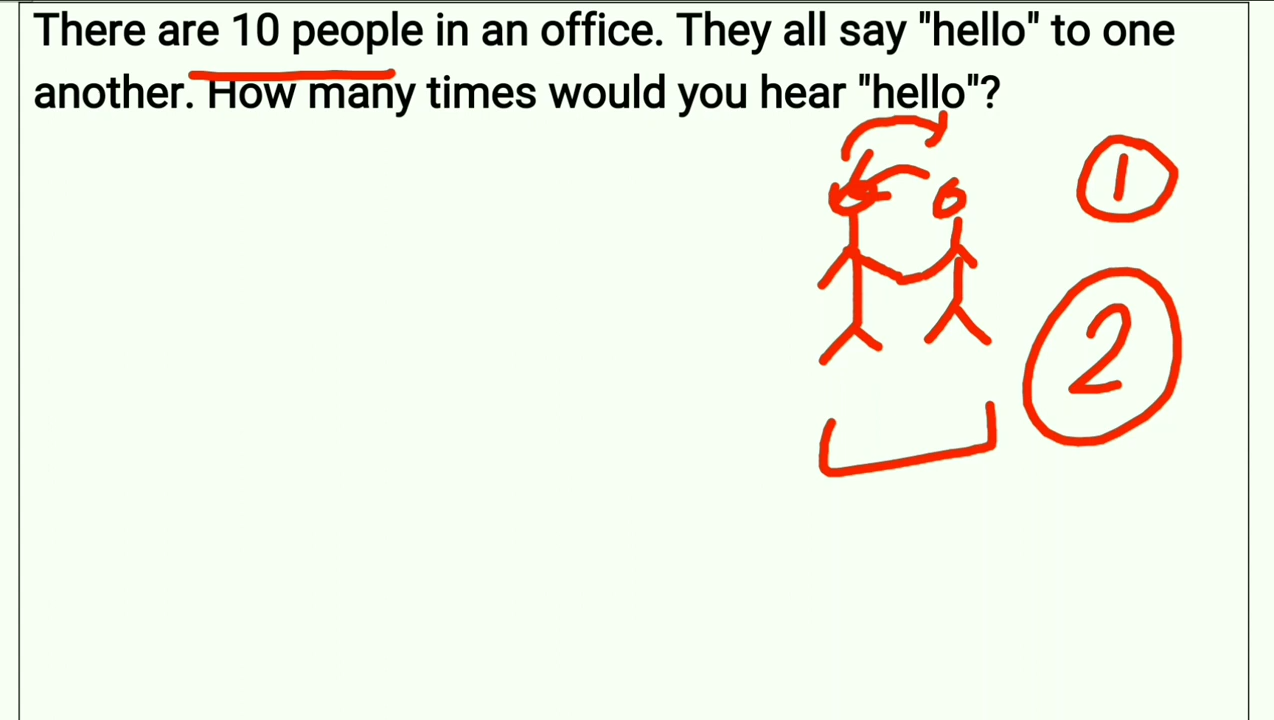 There are 10 people in an office. They all say "hello" to one
another. How many times would you hear "hello"?
1
2